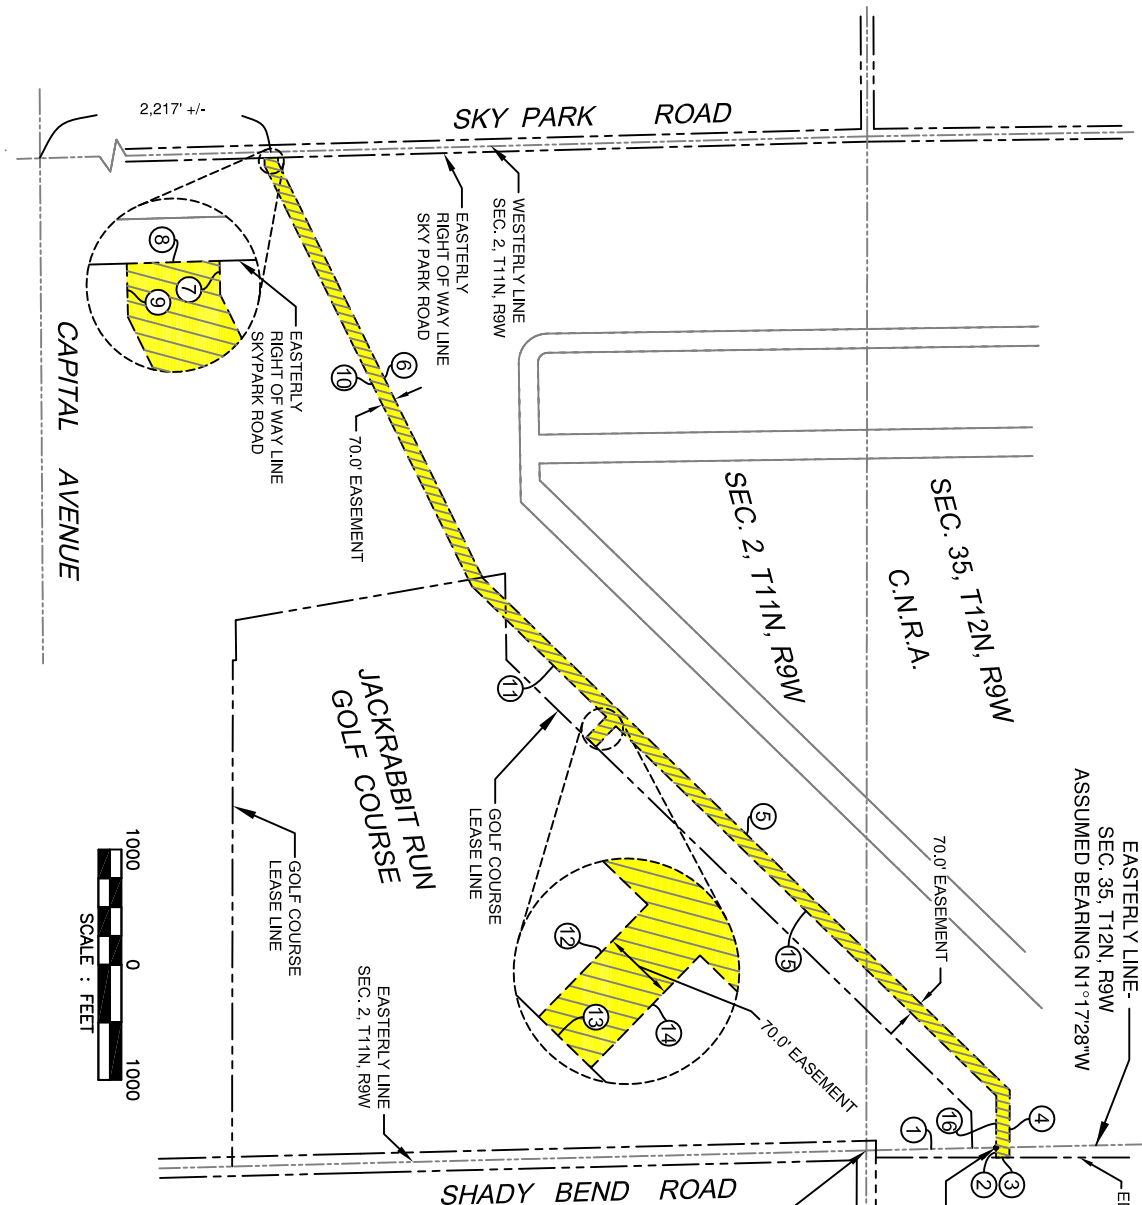 2,217' +/-
SKY PARK ROAD
WESTERLY LINE
SEC. 2, T11N, R9W
EASTERLY
RIGHT OF WAY LINE
SKY PARK ROAD
8
7
9
EASTERLY
RIGHT OF WAY LINE
SKYPARK ROAD
CAPITAL AVENUE
6
10
70.0' EASEMENT
SEC. 35, T12N, R9W
C.N.R.A.
SEC. 2, T11N, R9W
EASTERLY LINE-
SEC. 35, T12N, R9W
ASSUMED BEARING N1°17'28"W
11
5
15
70.0' EASEMENT
JACKRABBIT RUN
GOLF COURSE
GOLF COURSE
LEASE LINE
GOLF COURSE
LEASE LINE
12
13
14
70.0' EASEMENT
1
16
4
2
3
1000 0 1000
SCALE : FEET
EASTERLY LINE
SEC. 2, T11N, R9W
SHADY BEND ROAD